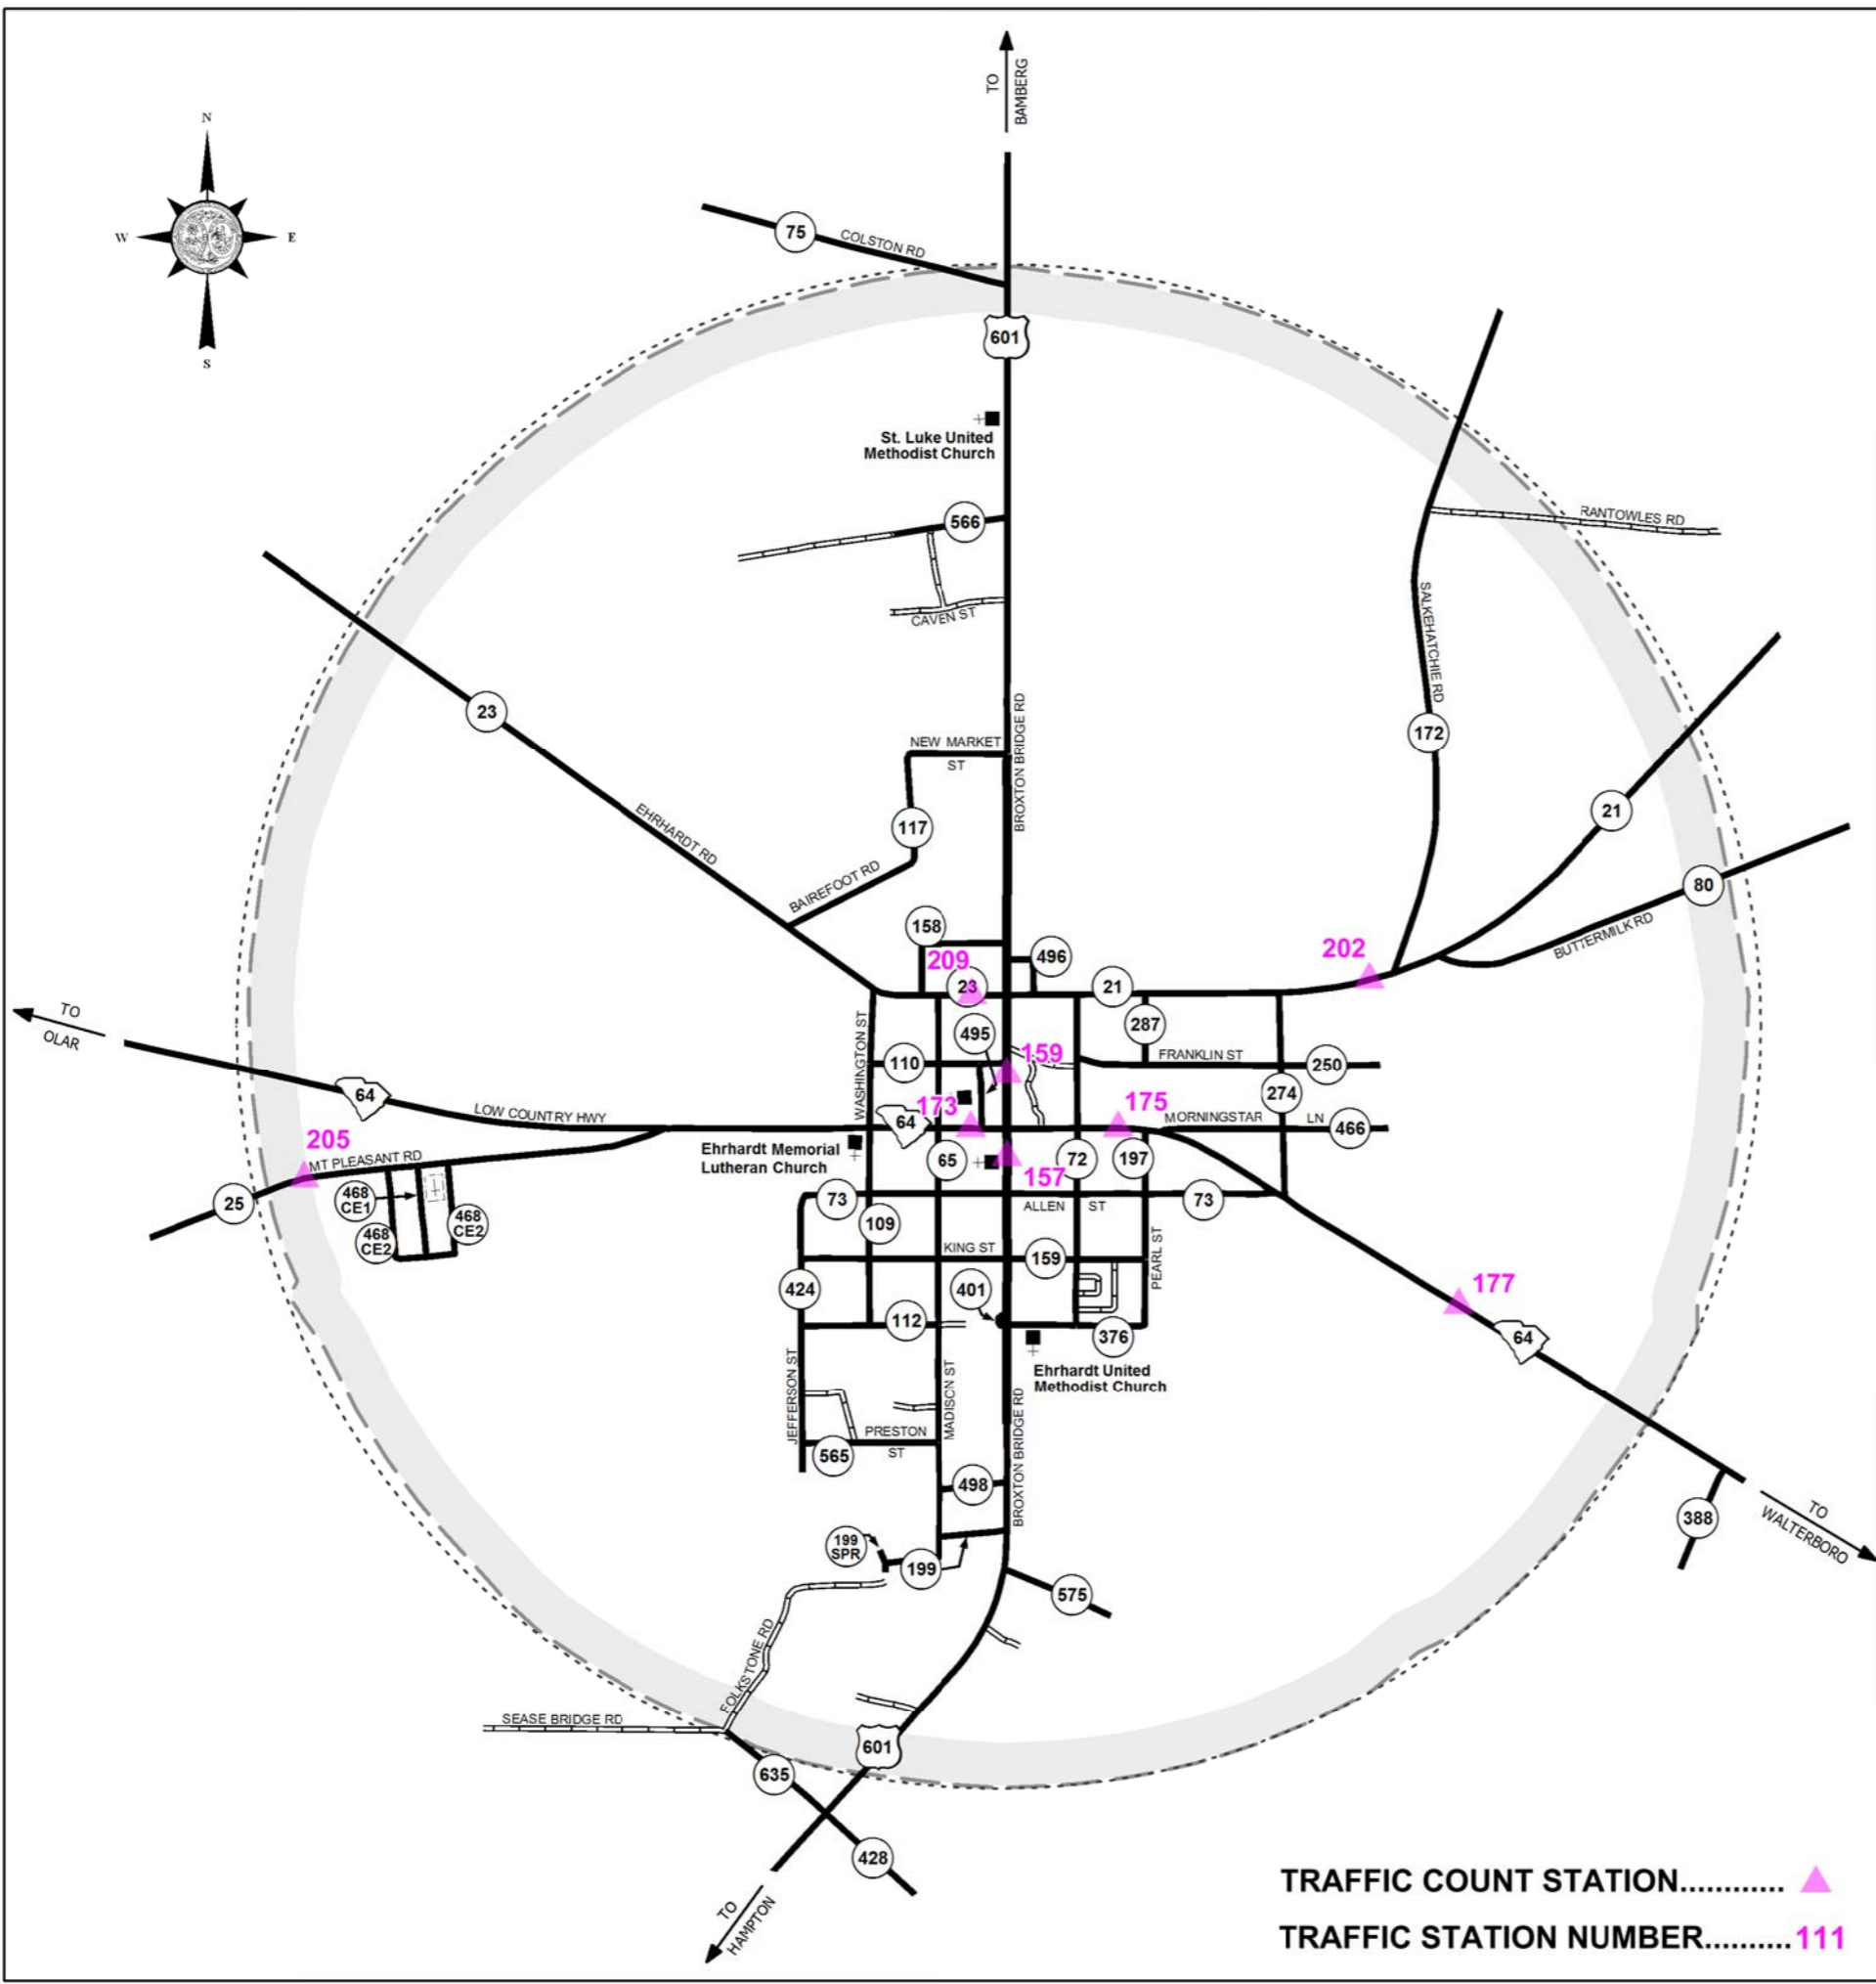 TO
BAMBERG
N
W
E
S
75
COLSTON RD
601
St. Luke United
Methodist Church
566
RANTOWLES RD
CAVEN ST
SALKEHATCHIE RD
23
BROXTON BRIDGE RD
172
NEW MARKET
ST
21
117
EHRHARDT RD
80
BAIREFOOT RD
BUTTERMILK RD
158
202
496
209
23
21
TO
OLAR
WASHINGTON ST
287
495
159
FRANKLIN ST
110
250
64
274
LOW COUNTRY HWY
173
175
MORNINGSTAR
LN
64
466
205
Ehrhardt Memorial
Lutheran Church
MT PLEASANT RD
65
72
197
157
468
CE1
25
73
ALLEN
ST
73
468
CE2
109
468
CE2
KING ST
159
PEARL ST
424
401
177
112
376
64
JEFFERSON ST
Ehrhardt United
Methodist Church
MADISON ST
BROXTON BRIDGE RD
PRESTON
ST
565
498
388
TO
WALTERBORO
199
SPR
199
575
FOLKSTONE RD
SEASE BRIDGE RD
601
635
428
TO
HAMPTON
TRAFFIC COUNT STATION............
TRAFFIC STATION NUMBER..........111